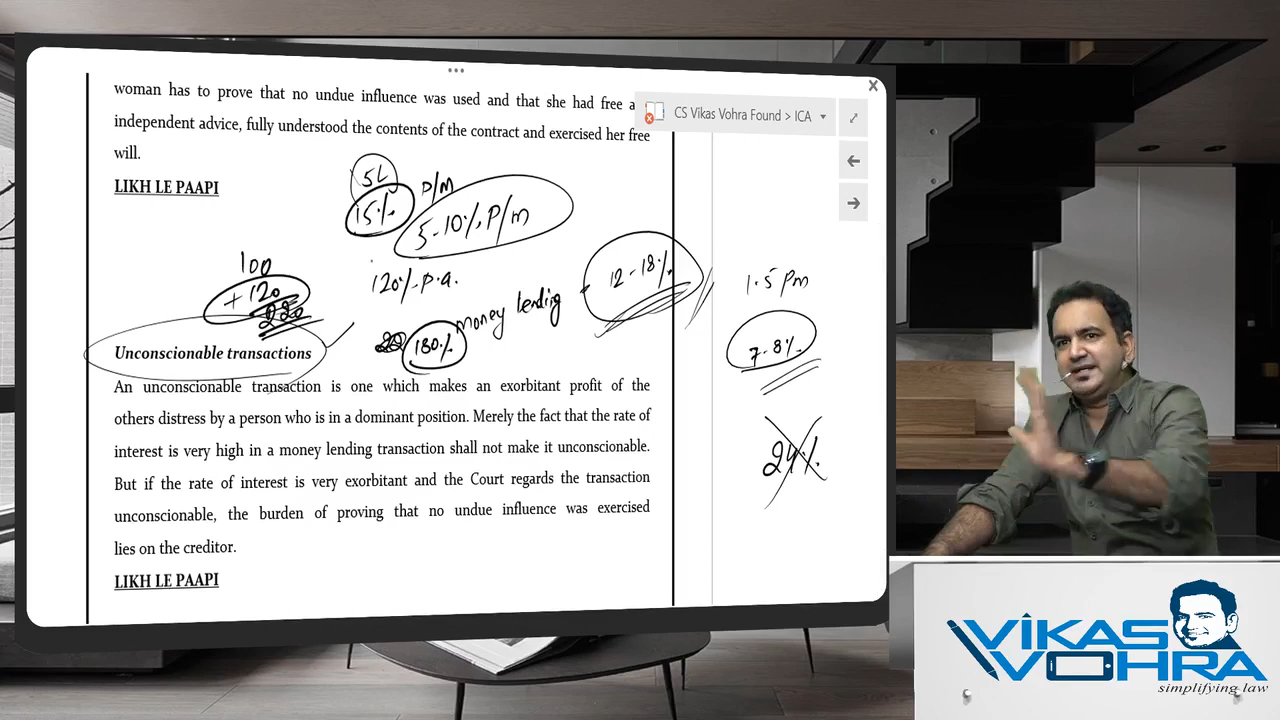 woman has to prove that no undue influence was used and that she had free a
CS Vikas Vohra Found > ICA
independent advice, fully understood the contents of the contract and exercised her free
will.
LIKH LE PAAPI
5L
15% P/m
5-10% P/m
100
+ 120
220
120% p.a.
12-18%
1.5 pm
money lending
180%
7-8%
24%
Unconscionable transactions
An unconscionable transaction is one which makes an exorbitant profit of the
others distress by a person who is in a dominant position. Merely the fact that the rate of
interest is very high in a money lending transaction shall not make it unconscionable.
But if the rate of interest is very exorbitant and the Court regards the transaction
unconscionable, the burden of proving that no undue influence was exercised
lies on the creditor.
LIKH LE PAAPI
VIKAS
VOHRA
simplifying law